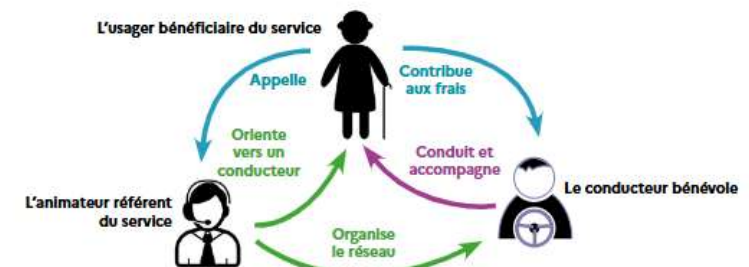 L'usager bénéficiaire du service
Appelle
Contribue
aux frais
Oriente
vers un
conducteur
Conduit et
accompagne
L'animateur référent
du service
Le conducteur bénévole
Organise
le réseau